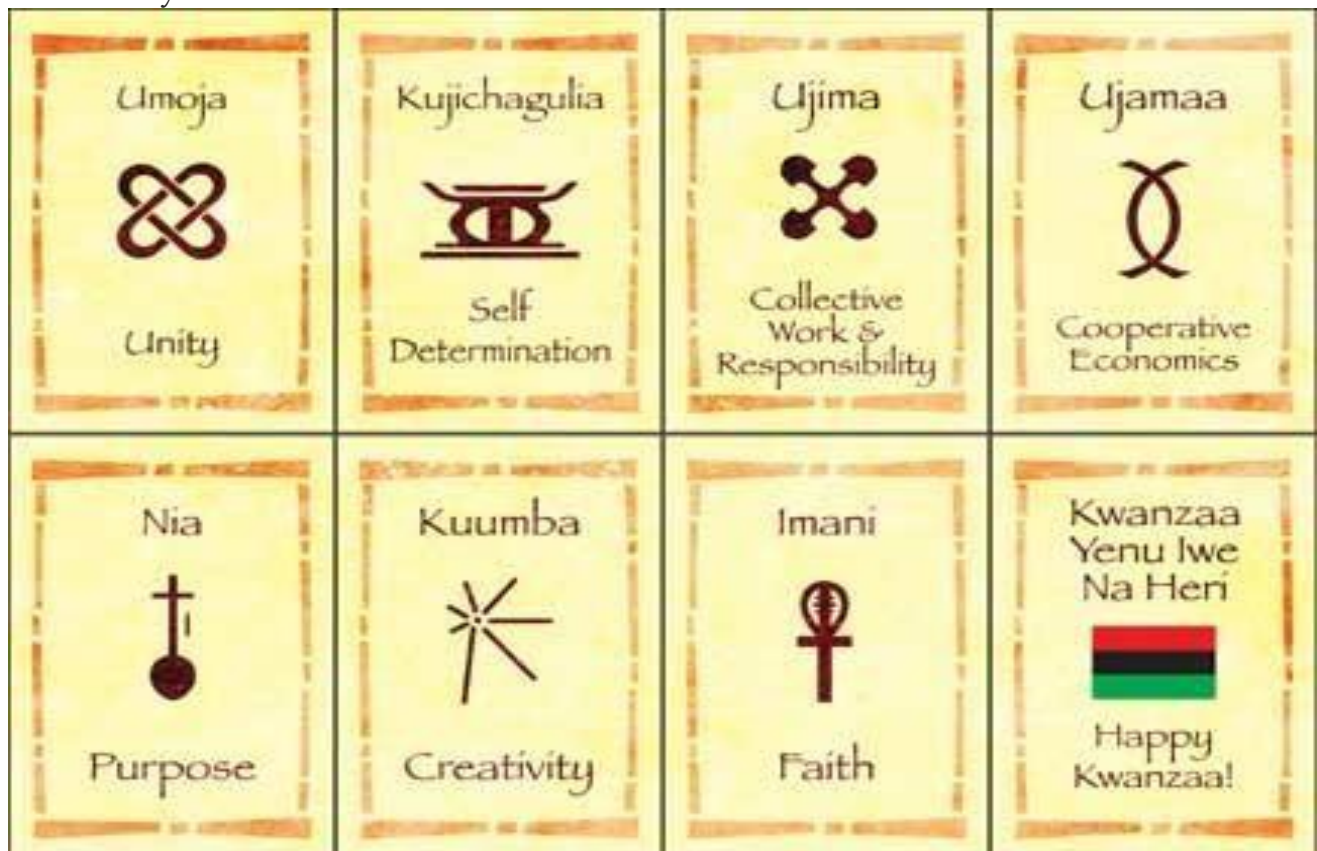 Umoja
Unity
Kujichagulia
Self
Determination
Ujima
Collective
Work &
Responsibility
Ujamaa
Cooperative
Economics
Nia
Purpose
Kuumba
Creativity
Imani
Faith
Kwanzaa
Yenu Iwe
Na Heri
Happy
Kwanzaa!